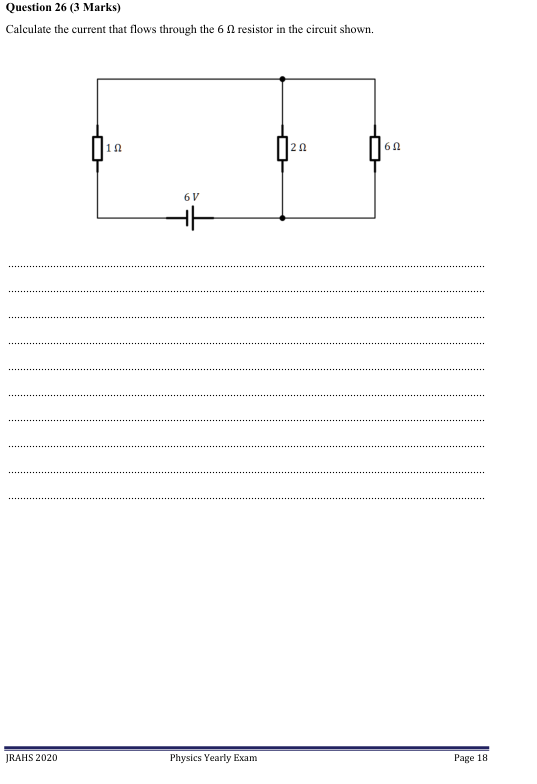 Question 26 (3 Marks)
Calculate the current that flows through the 6 Ω resistor in the circuit shown.
1 Ω
2 Ω
6 Ω
6 V
JRAHS 2020 Physics Yearly Exam Page 18